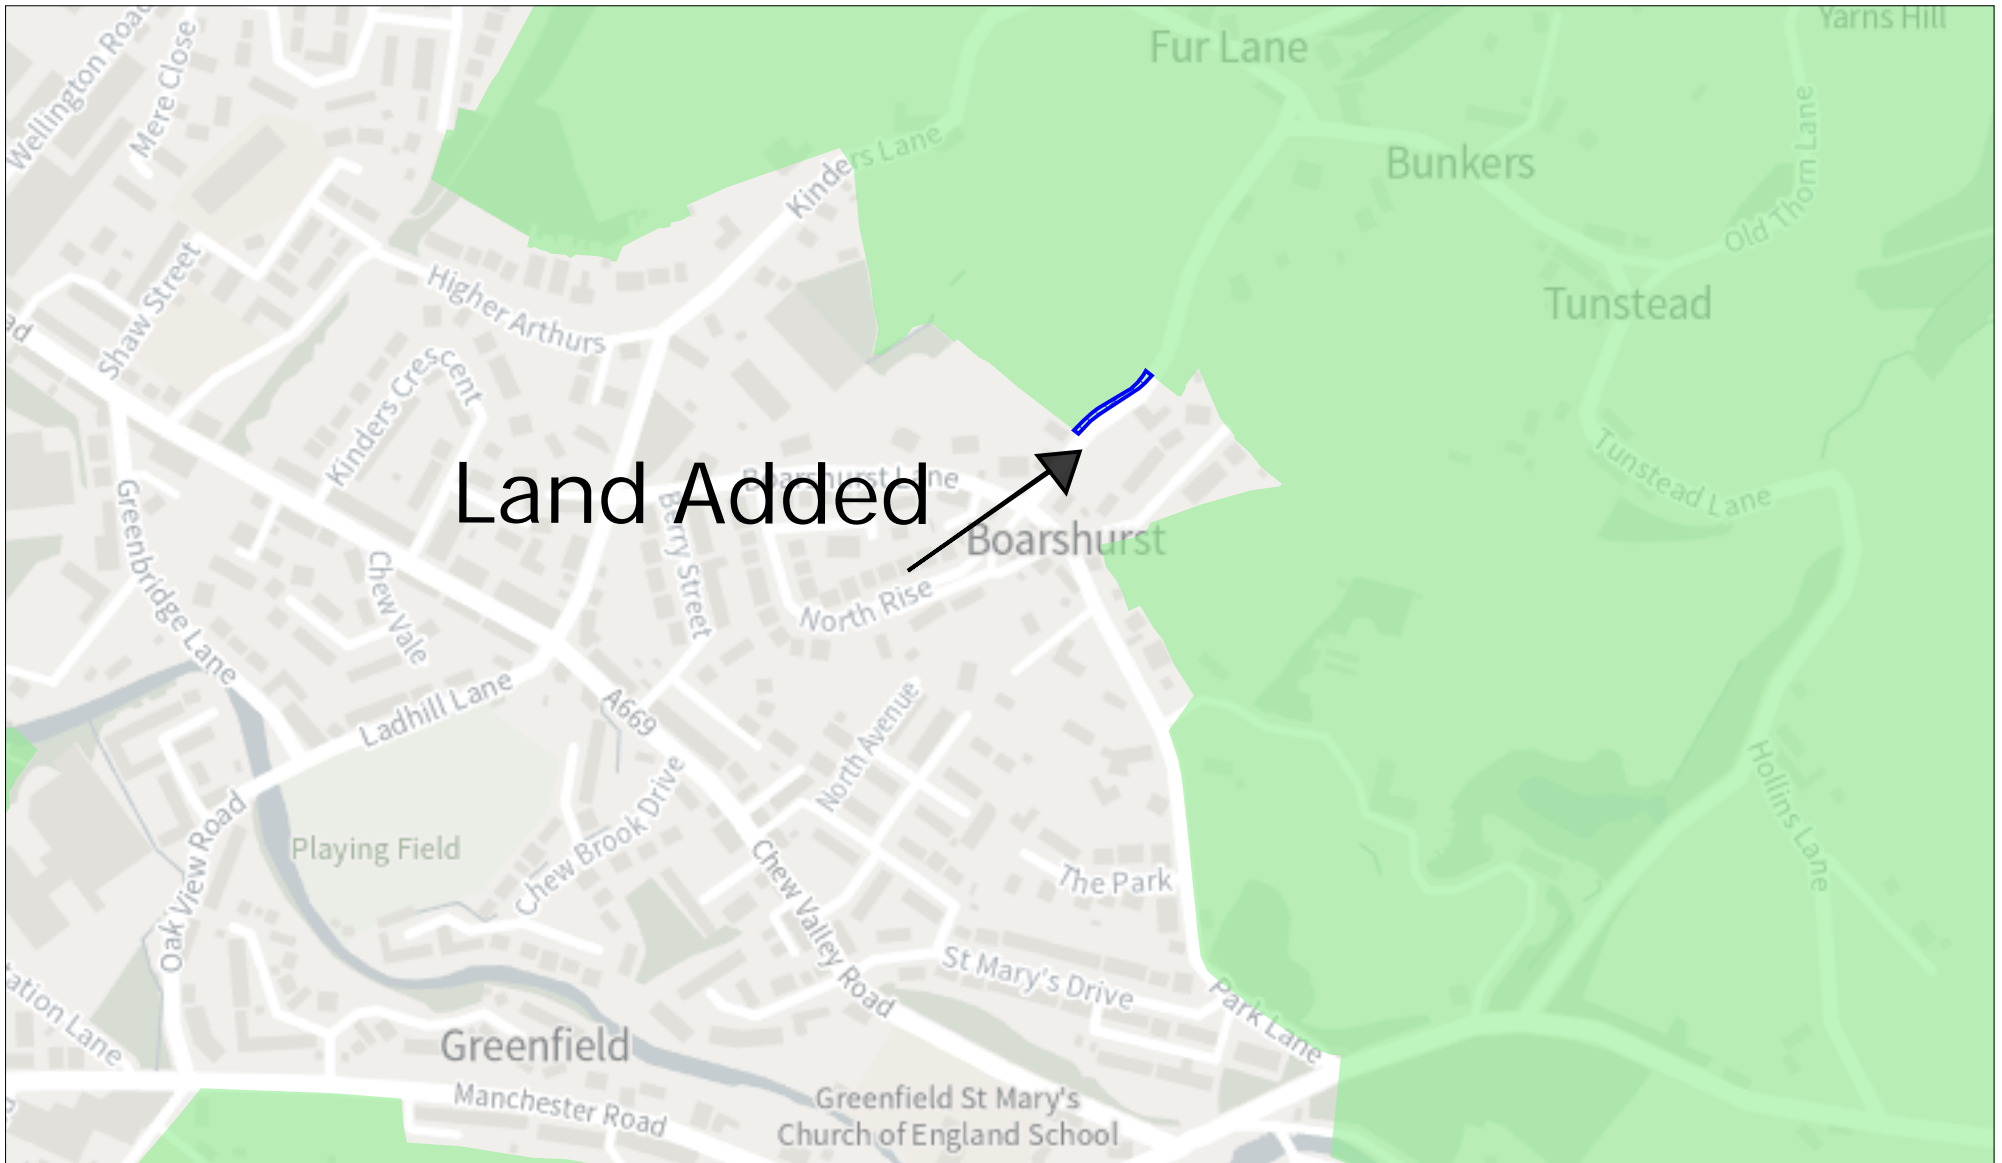 Yarns Hill
Fur Lane
Wellington Road
Mere Close
Kinders Lane
Bunkers
Old Thorn Lane
Tunstead
Shaw Street
Higher Arthurs
Kinders Crescent
Tunstead Lane
Boarshurst Lane
Land Added
Berry Street
Boarshurst
Greenbridge Lane
Chew Vale
North Rise
Ladhill Lane
A669
North Avenue
Hollins Lane
Playing Field
Oak View Road
Chew Brook Drive
Chew Valley Road
The Park
St Mary's Drive
Park Lane
ation Lane
Greenfield
Manchester Road
Greenfield St Mary's
Church of England School